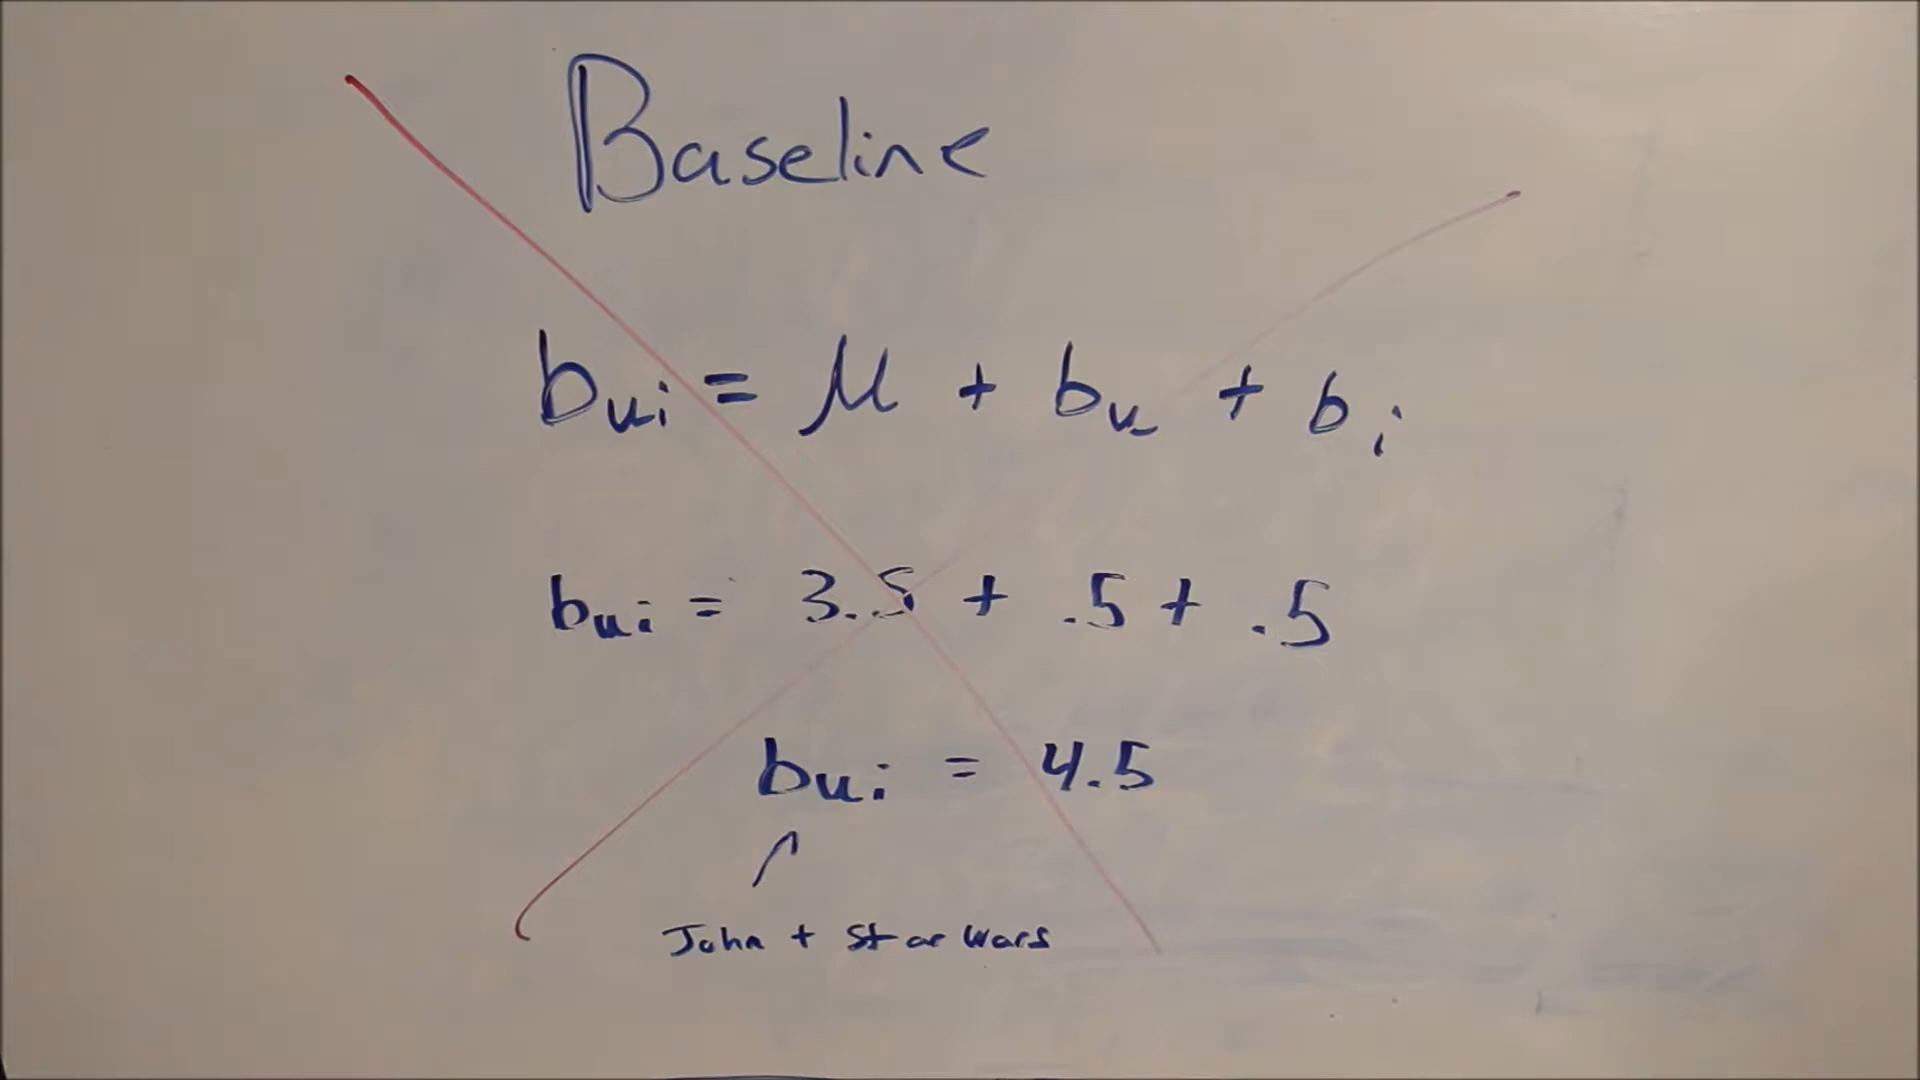 Baseline
bui = μ + bu + bi
bui = 3.5 + .5 + .5
bui = 4.5
John + Star Wars